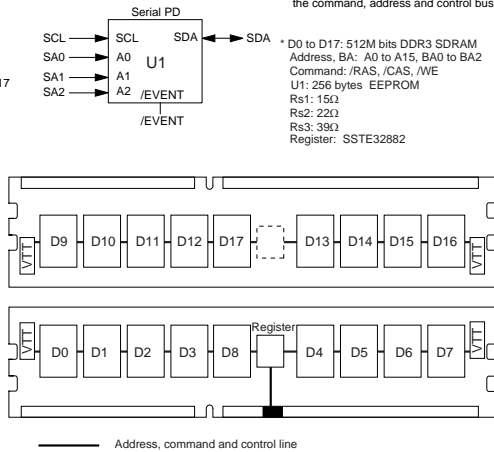 the command, address and control bus
Serial PD
SCL SCL SDA SDA
SA0 A0
U1
SA1 A1
SA2 A2
/EVENT
/EVENT
17
* D0 to D17: 512M bits DDR3 SDRAM
Address, BA: A0 to A15, BA0 to BA2
Command: /RAS, /CAS, /WE
U1: 256 bytes EEPROM
Rs1: 15Ω
Rs2: 22Ω
Rs3: 39Ω
Register: SSTE32882
VTT D9 D10 D11 D12 D17 D13 D14 D15 D16 VTT
Register
VTT D0 D1 D2 D3 D8 D4 D5 D6 D7 VTT
Address, command and control line